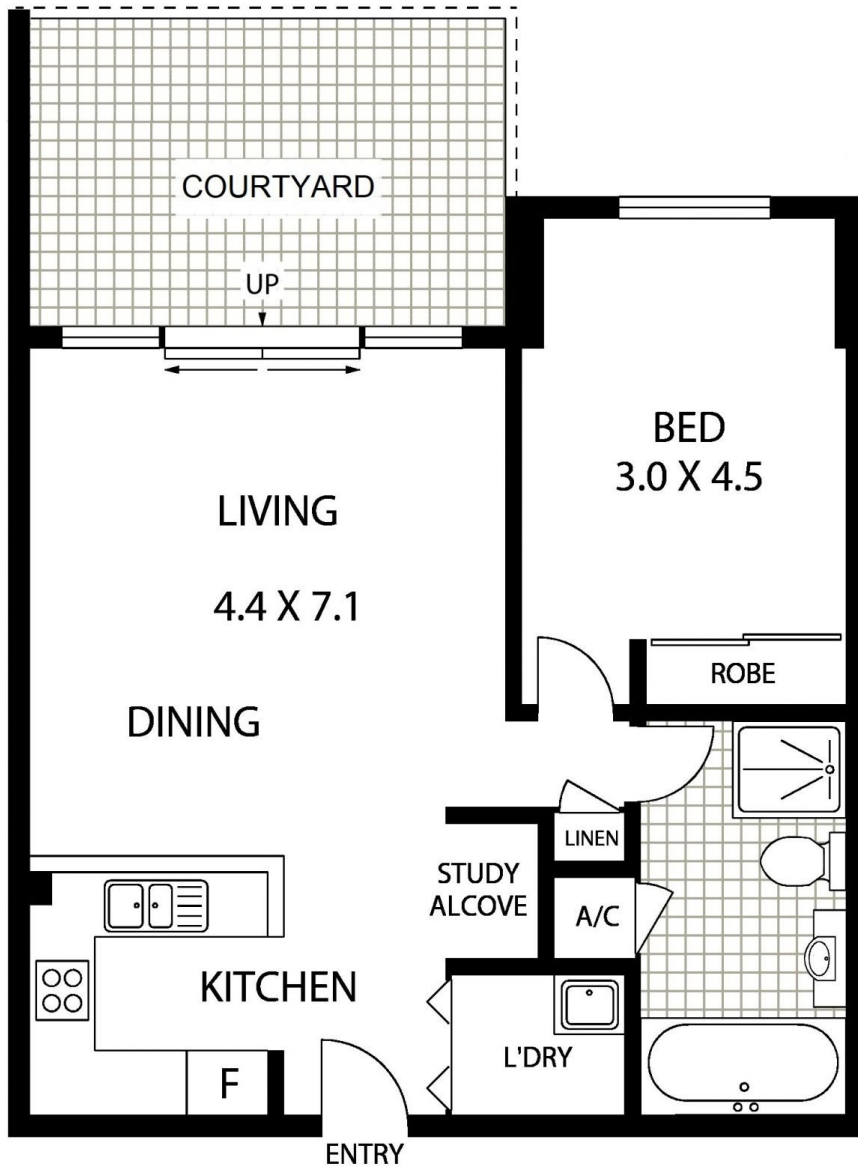 COURTYARD
UP
BED
3.0 X 4.5
LIVING
4.4 X 7.1
ROBE
DINING
LINEN
STUDY
ALCOVE
A/C
KITCHEN
L'DRY
F
ENTRY